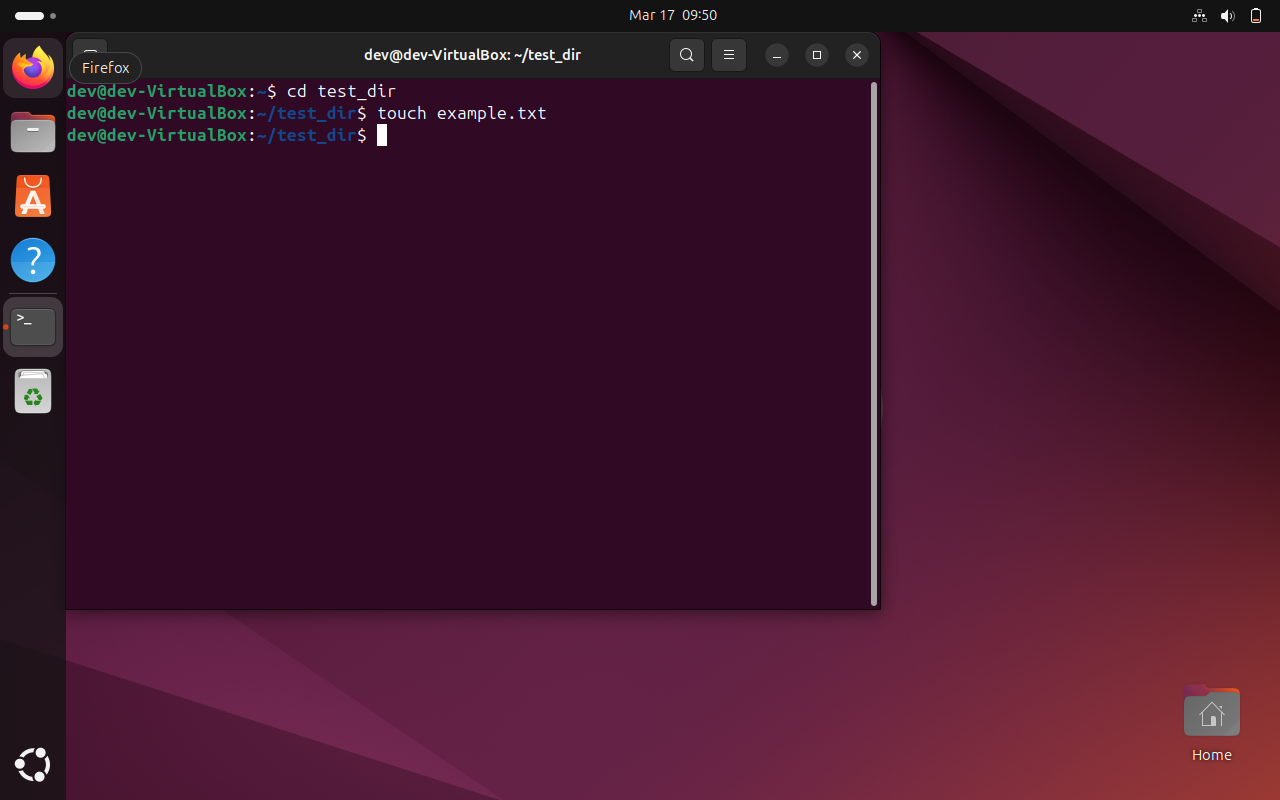 Mar 17 09:50
dev@dev-VirtualBox: ~/test_dir
Firefox
dev@dev-VirtualBox:~$ cd test_dir
dev@dev-VirtualBox:~/test_dir$ touch example.txt
dev@dev-VirtualBox:~/test_dir$
Home